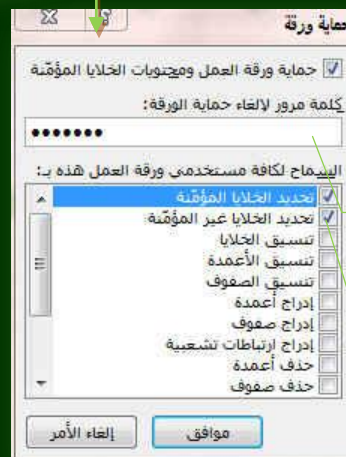 حماية ورقة
حماية ورقة العمل ومحتويات الخلايا المؤمّنة
كلمة مرور لإلغاء حماية الورقة:
•••••••
السماح لكافة مستخدمي ورقة العمل هذه بـ:
تحديد الخلايا المؤمّنة
تحديد الخلايا غير المؤمّنة
تنسيق الخلايا
تنسيق الأعمدة
تنسيق الصفوف
إدراج أعمدة
إدراج صفوف
إدراج ارتباطات تشعبية
حذف أعمدة
حذف صفوف
موافق
إلغاء الأمر